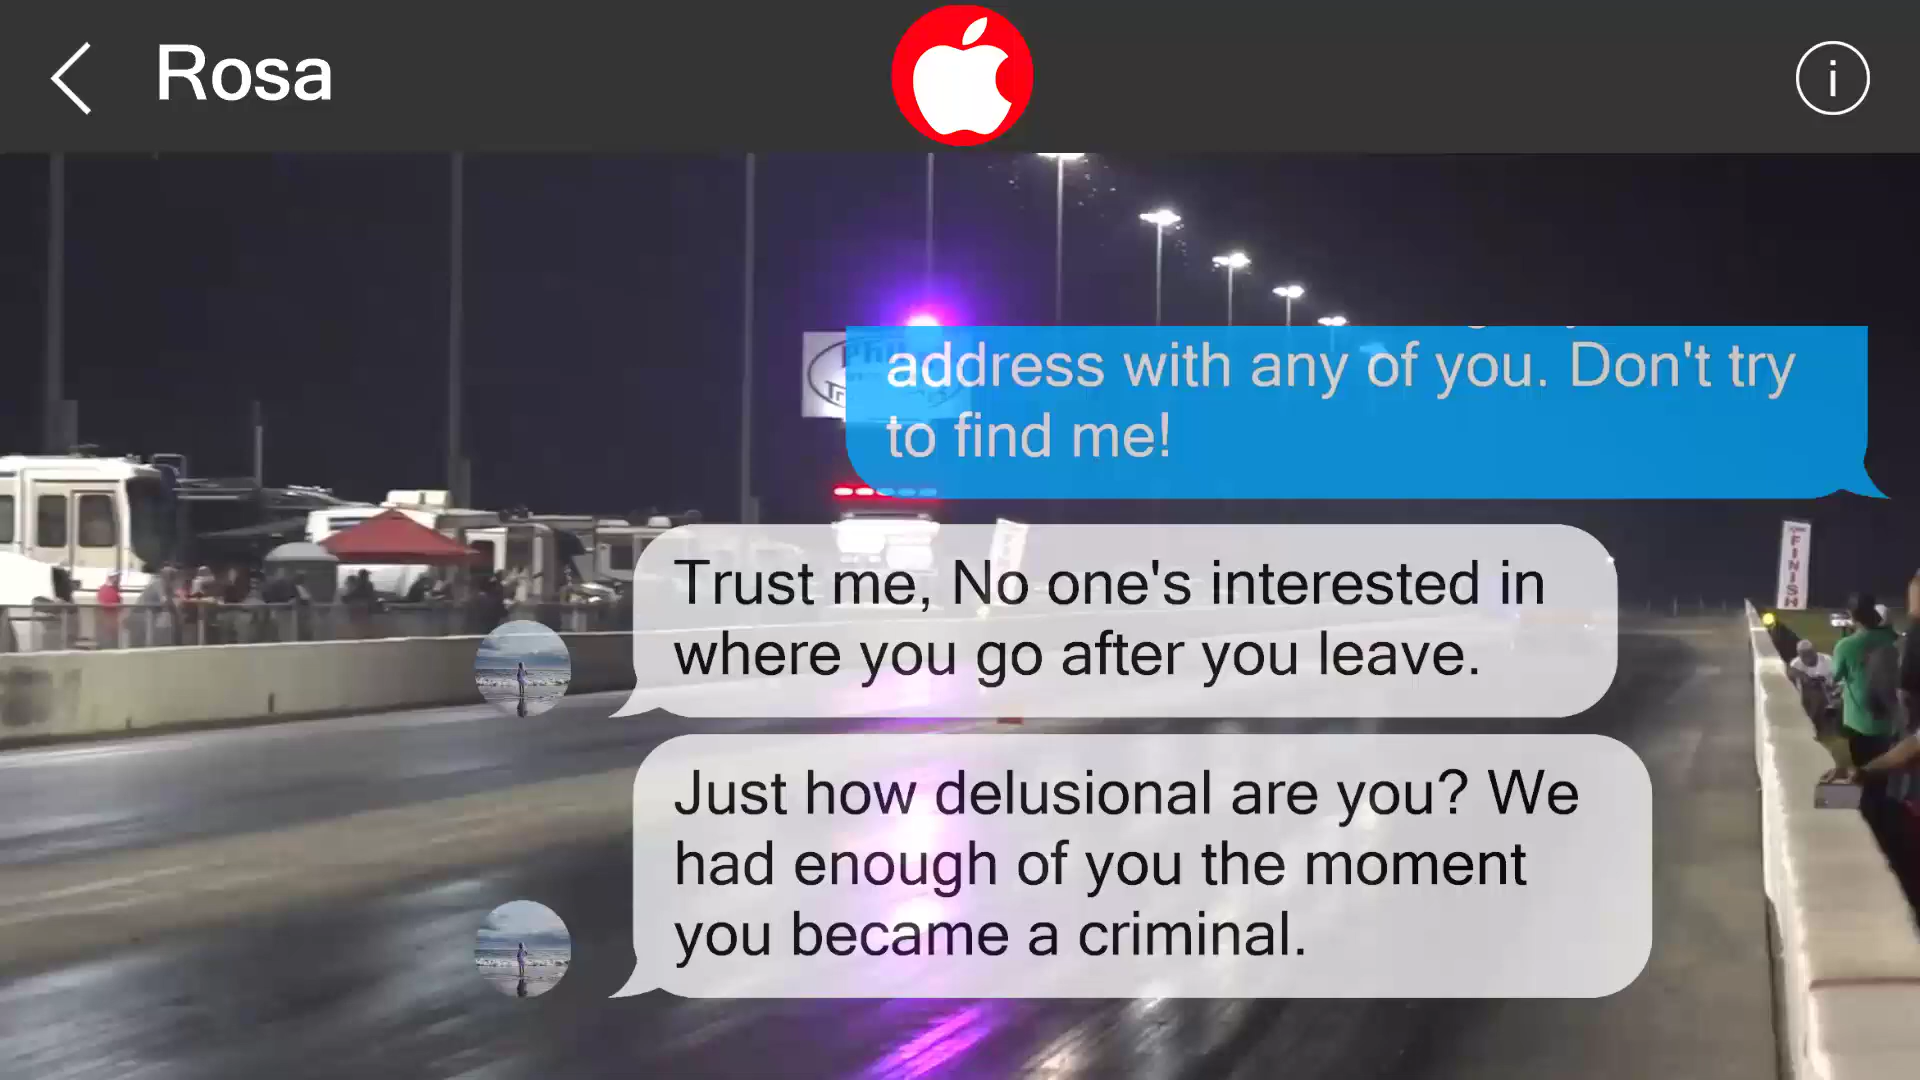 Rosa
address with any of you. Don't try
to find me!
Trust me, No one's interested in
where you go after you leave.
Just how delusional are you? We
had enough of you the moment
you became a criminal.
FINISH